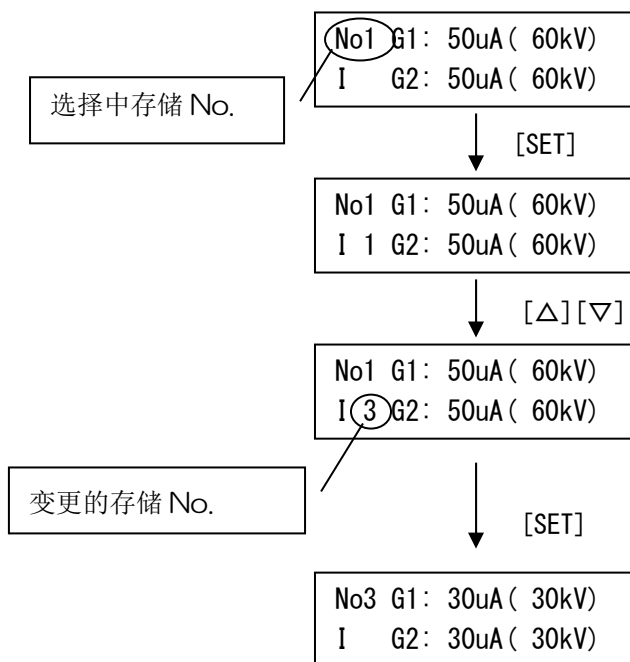 No1 G1: 50uA( 60kV)
I G2: 50uA( 60kV)
选择中存储 No.
[SET]
No1 G1: 50uA( 60kV)
I 1 G2: 50uA( 60kV)
[△][▽]
No1 G1: 50uA( 60kV)
I 3 G2: 50uA( 60kV)
变更的存储 No.
[SET]
No3 G1: 30uA( 30kV)
I G2: 30uA( 30kV)